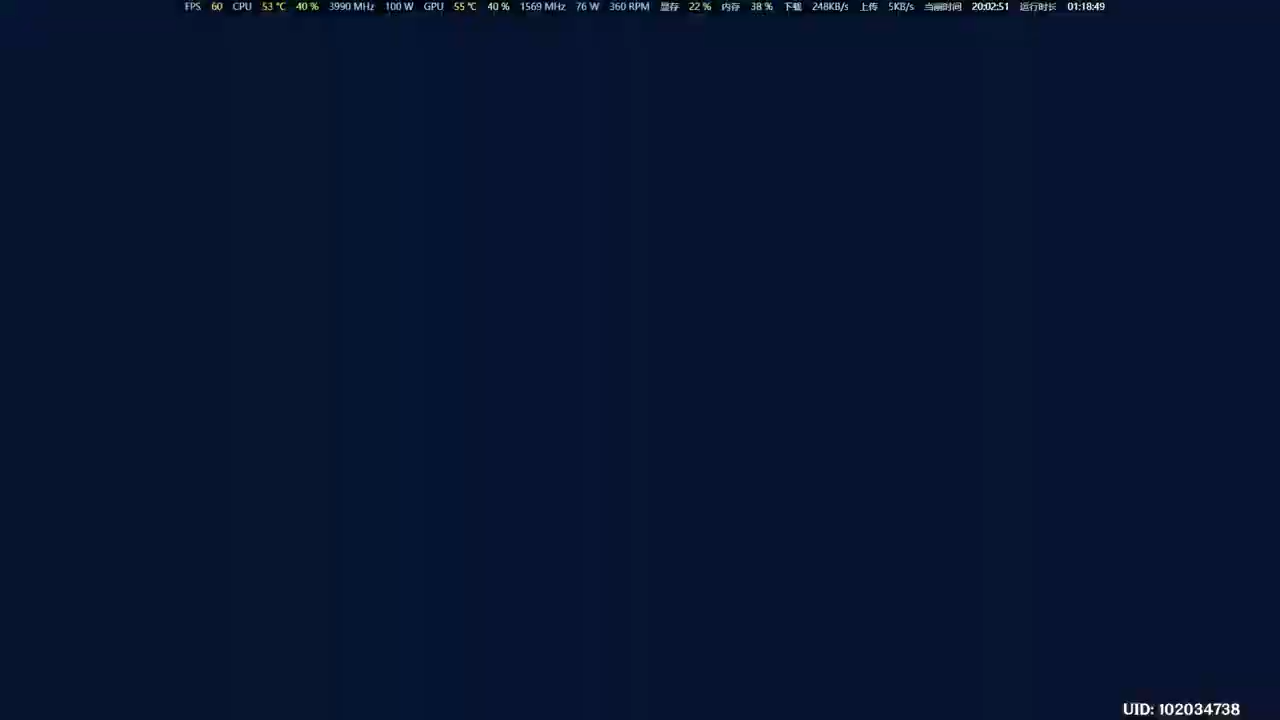 FPS 60 CPU 53 ℃ 40 % 3990 MHz 100 W GPU 55 ℃ 40 % 1569 MHz 76 W 360 RPM 显存 22 % 内存 38 % 下载 248KB/s 上传 5KB/s 当前时间 20:02:51 运行时长 01:18:49
UID: 102034738